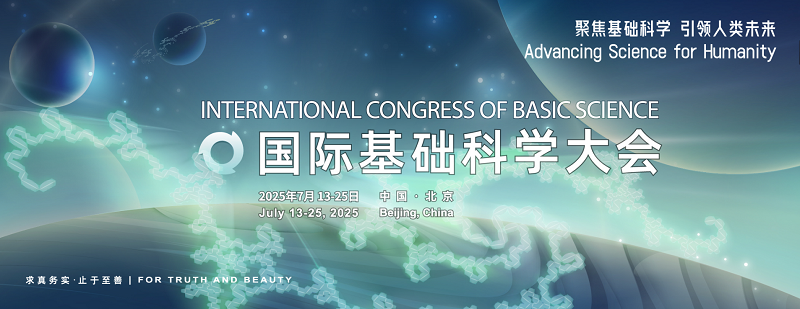 聚焦基础科学 引领人类未来
Advancing Science for Humanity
INTERNATIONAL CONGRESS OF BASIC SCIENCE
国际基础科学大会
2025年7月 13-25日 中国·北京
July 13-25, 2025 Beijing, China
求真务实·止于至善 | FOR TRUTH AND BEAUTY